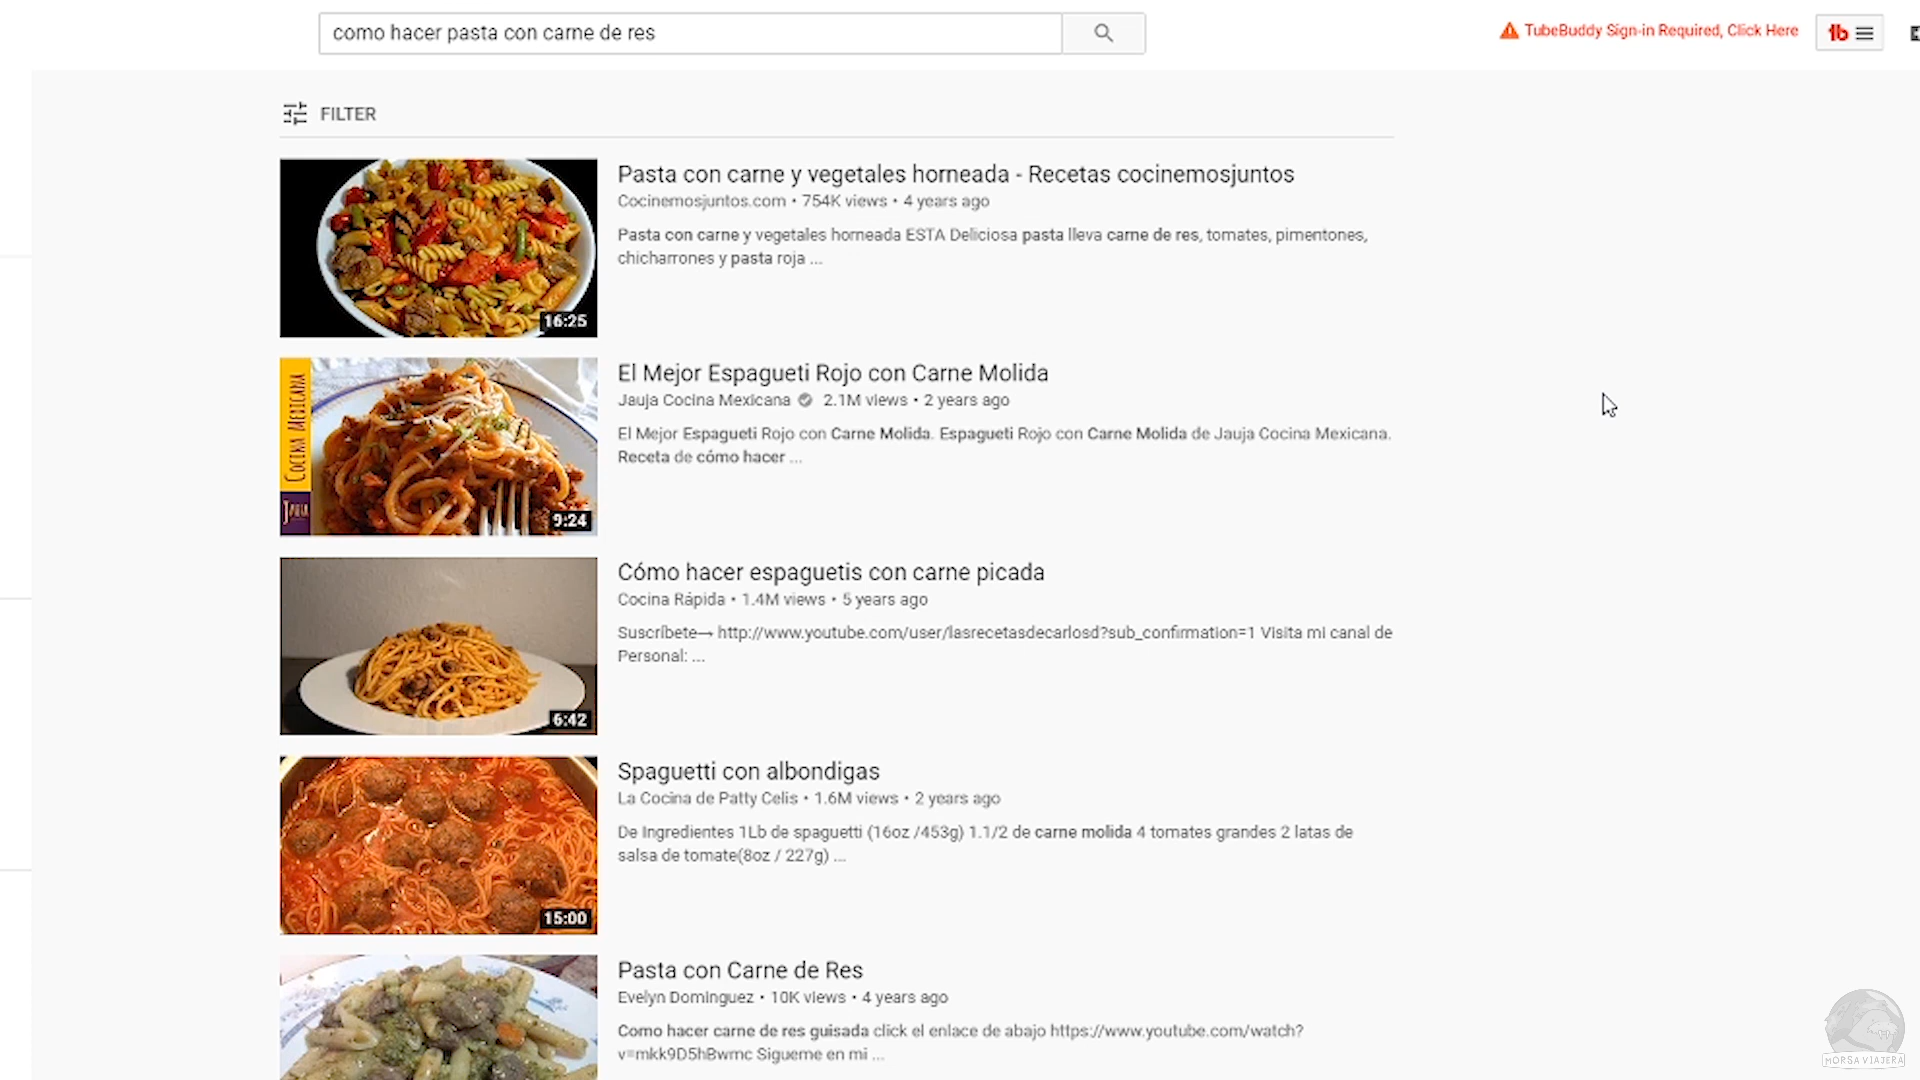 como hacer pasta con carne de res
TubeBuddy Sign-in Required, Click Here
tb
FILTER
Pasta con carne y vegetales horneada - Recetas cocinemosjuntos
Cocinemosjuntos.com • 754K views • 4 years ago
Pasta con carne y vegetales horneada ESTA Deliciosa pasta lleva carne de res, tomates, pimentones,
chicharrones y pasta roja ...
16:25
El Mejor Espagueti Rojo con Carne Molida
Jauja Cocina Mexicana 2.1M views • 2 years ago
El Mejor Espagueti Rojo con Carne Molida. Espagueti Rojo con Carne Molida de Jauja Cocina Mexicana.
Receta de cómo hacer ...
COCINA MEXICANA
JAUJA
9:24
Cómo hacer espaguetis con carne picada
Cocina Rápida • 1.4M views • 5 years ago
Suscríbete→ http://www.youtube.com/user/lasrecetasdecarlosd?sub_confirmation=1 Visita mi canal de
Personal: ...
6:42
Spaguetti con albondigas
La Cocina de Patty Celis • 1.6M views • 2 years ago
De Ingredientes 1Lb de spaguetti (16oz /453g) 1.1/2 de carne molida 4 tomates grandes 2 latas de
salsa de tomate(8oz / 227g) ...
15:00
Pasta con Carne de Res
Evelyn Dominguez • 10K views • 4 years ago
Como hacer carne de res guisada click el enlace de abajo https://www.youtube.com/watch?
v=mkk9D5hBwmc Sigueme en mi ...
MORSA VIAJERA